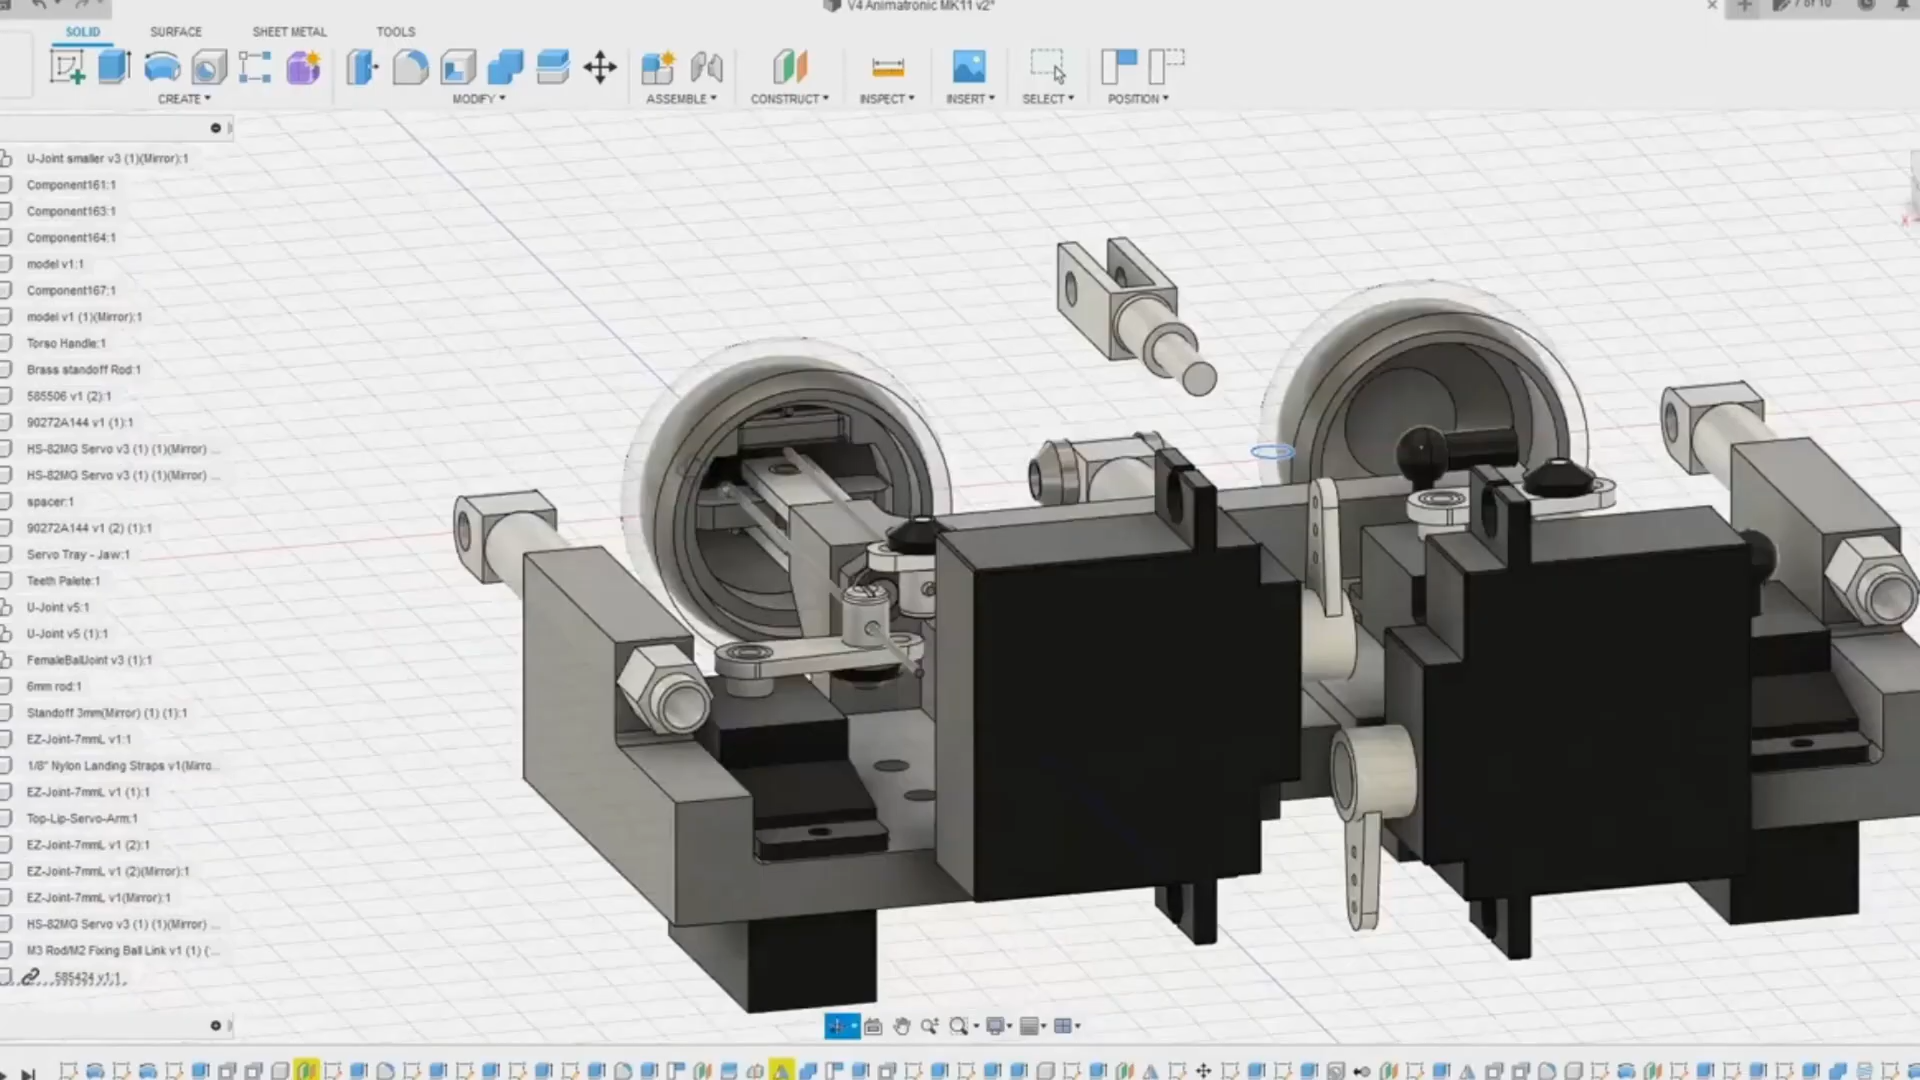 V4 Animatronic MK11 v2*
7 of 10
SOLID
SURFACE
SHEET METAL
TOOLS
CREATE
MODIFY
ASSEMBLE
CONSTRUCT
INSPECT
INSERT
SELECT
POSITION
U-Joint smaller v3 (1)(Mirror):1
Component161:1
Component163:1
Component164:1
model v1:1
Component167:1
model v1 (1)(Mirror):1
Torso Handle:1
Brass standoff Rod:1
585506 v1 (2):1
90272A144 v1 (1):1
HS-82MG Servo v3 (1) (1)(Mirror) ...
HS-82MG Servo v3 (1) (1)(Mirror) ...
spacer:1
90272A144 v1 (2) (1):1
Servo Tray - Jaw:1
Teeth Palete:1
U-Joint v5:1
U-Joint v5 (1):1
FemaleBallJoint v3 (1):1
6mm rod:1
Standoff 3mm(Mirror) (1) (1):1
EZ-Joint-7mmL v1:1
1/8" Nylon Landing Straps v1(Mirro...
EZ-Joint-7mmL v1 (1):1
Top-Lip-Servo-Arm:1
EZ-Joint-7mmL v1 (2):1
EZ-Joint-7mmL v1 (2)(Mirror):1
EZ-Joint-7mmL v1(Mirror):1
HS-82MG Servo v3 (1) (1)(Mirror) ...
M3 Rod/M2 Fixing Ball Link v1 (1) (...
585424 v1:1
X